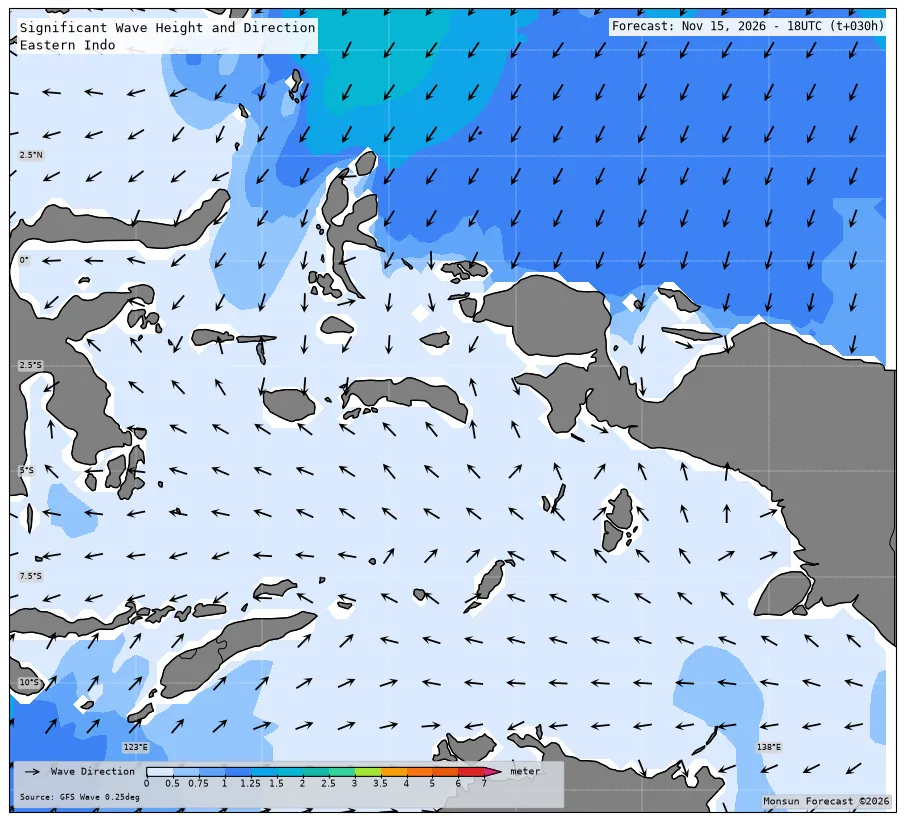 Significant Wave Height and Direction
Eastern Indo
Forecast: Nov 15, 2026 - 18UTC (t+030h)
2.5°N
0°
2.5°S
5°S
7.5°S
10°S
123°E
138°E
Wave Direction
0 0.5 0.75 1 1.25 1.5 2 2.5 3 3.5 4 5 6 7
meter
Source: GFS Wave 0.25deg
Monsun Forecast ©2026